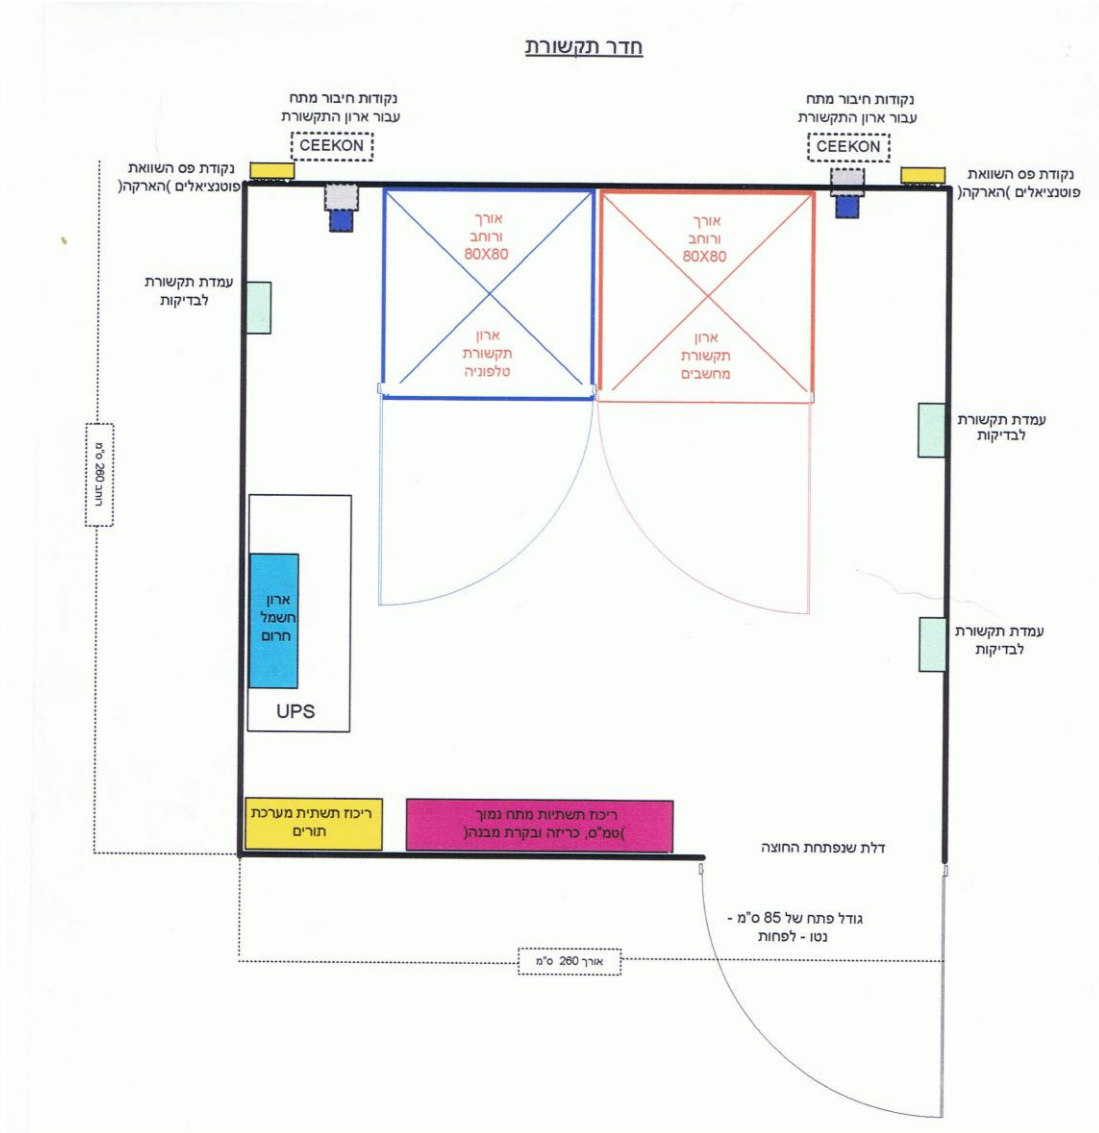 חדר תקשורת
נקודות חיבור מתח
עבור ארון התקשורת
CEEKON
נקודת פס השוואת
פוטנציאלים )הארקה(
נקודות חיבור מתח
עבור ארון התקשורת
CEEKON
נקודת פס השוואת
פוטנציאלים )הארקה(
אורך
ורוחב
80X80
ארון
תקשורת
מחשבים
אורך
ורוחב
80X80
ארון
תקשורת
טלפוניה
עמדת תקשורת
לבדיקות
עמדת תקשורת
לבדיקות
רוחב 260 ס"מ
ארון
חשמל
חרום
UPS
עמדת תקשורת
לבדיקות
ריכוז תשתיות מתח נמוך
)טמ"ס, כריזה ובקרת מבנה(
ריכוז תשתית מערכת
תורים
דלת שנפתחת החוצה
גודל פתח של 85 ס"מ -
נטו - לפחות
אורך 260 ס"מ